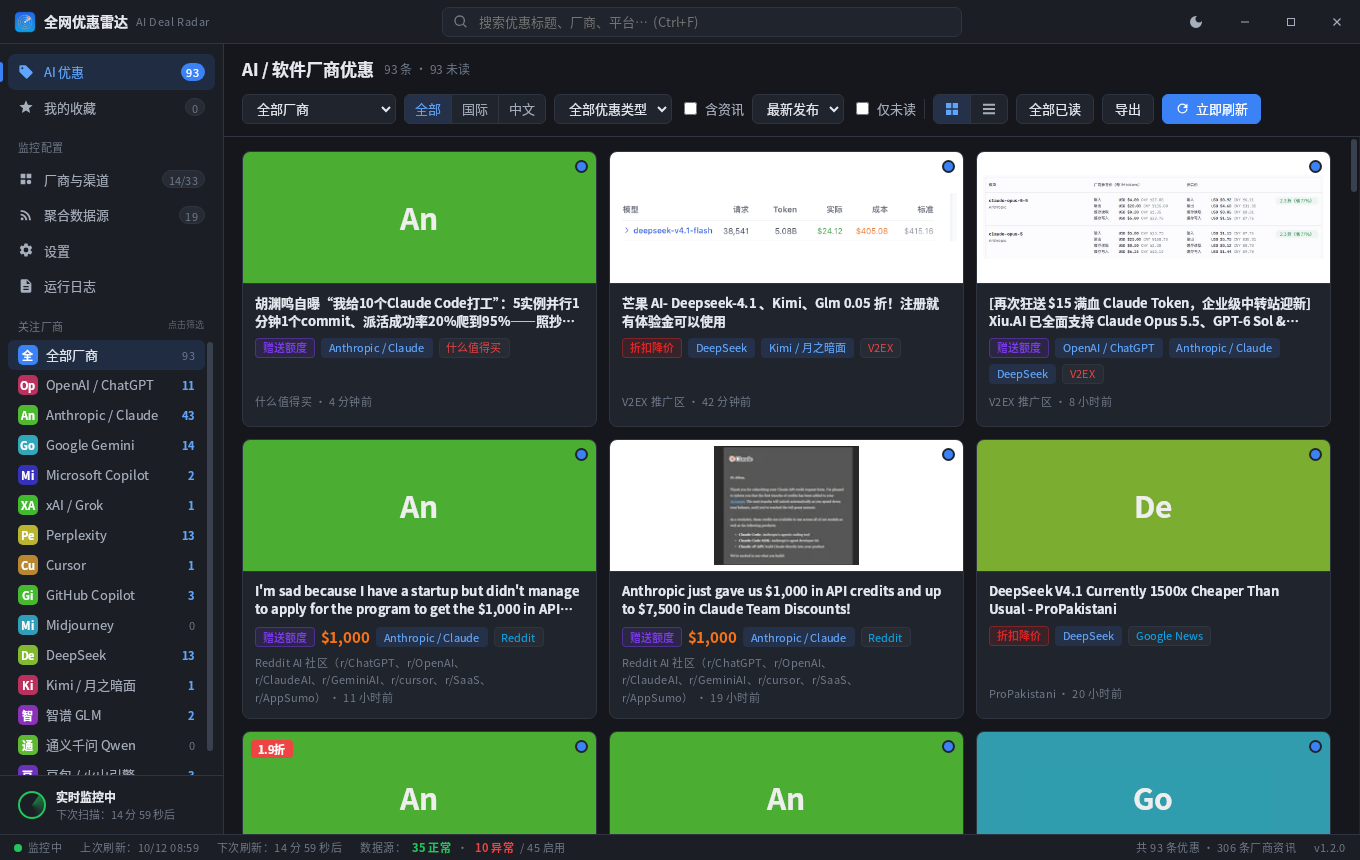 全网优惠雷达 AI Deal Radar
搜索优惠标题、厂商、平台… (Ctrl+F)
AI 优惠 93
我的收藏 0
监控配置
厂商与渠道 14/33
聚合数据源 19
设置
运行日志
关注厂商 点击筛选
全 全部厂商 93
Op OpenAI / ChatGPT 11
An Anthropic / Claude 43
Go Google Gemini 14
Mi Microsoft Copilot 2
XA xAI / Grok 1
Pe Perplexity 13
Cu Cursor 1
Gi GitHub Copilot 3
Mi Midjourney 0
De DeepSeek 13
Ki Kimi / 月之暗面 1
智 智谱 GLM 2
通 通义千问 Qwen 0
豆 豆包 / 火山引擎
实时监控中
下次扫描：14 分 59 秒后
AI / 软件厂商优惠 93 条 · 93 未读
全部厂商 全部 国际 中文 全部优惠类型 含资讯 最新发布 仅未读 全部已读 导出 立即刷新
An
胡渊鸣自曝“我给10个Claude Code打工”：5实例并行1
分钟1个commit、派活成功率20%爬到95%——照抄…
赠送额度 Anthropic / Claude 什么值得买
什么值得买 · 4 分钟前
模型 请求 Token 实际 成本 标准
deepseek-v4.1-flash 38,541 5.08B $24.12 $405.08 $415.16
芒果 AI- Deepseek-4.1 、Kimi、Glm 0.05 折！注册就
有体验金可以使用
折扣降价 DeepSeek Kimi / 月之暗面 V2EX
V2EX 推广区 · 42 分钟前
Anthropic
claude-opus-5
Anthropic
[再次狂送 $15 满血 Claude Token，企业级中转站迎新]
Xiu.AI 已全面支持 Claude Opus 5.5、GPT-6 Sol &…
赠送额度 OpenAI / ChatGPT Anthropic / Claude
DeepSeek V2EX
V2EX 推广区 · 8 小时前
An
I'm sad because I have a startup but didn't manage
to apply for the program to get the $1,000 in API…
赠送额度 $1,000 Anthropic / Claude Reddit
Reddit AI 社区（r/ChatGPT、r/OpenAI、
r/ClaudeAI、r/GeminiAI、r/cursor、r/SaaS、
r/AppSumo） · 11 小时前
Claude
Anthropic just gave us $1,000 in API credits and up
to $7,500 in Claude Team Discounts!
赠送额度 $1,000 Anthropic / Claude Reddit
Reddit AI 社区（r/ChatGPT、r/OpenAI、
r/ClaudeAI、r/GeminiAI、r/cursor、r/SaaS、
r/AppSumo） · 19 小时前
De
DeepSeek V4.1 Currently 1500x Cheaper Than
Usual - ProPakistani
折扣降价 DeepSeek Google News
ProPakistani · 20 小时前
1.9折
An
An
Go
监控中 上次刷新：10/12 08:59 下次刷新：14 分 59 秒后 数据源： 35 正常 · 10 异常 / 45 启用
共 93 条优惠 · 306 条厂商资讯 v1.2.0